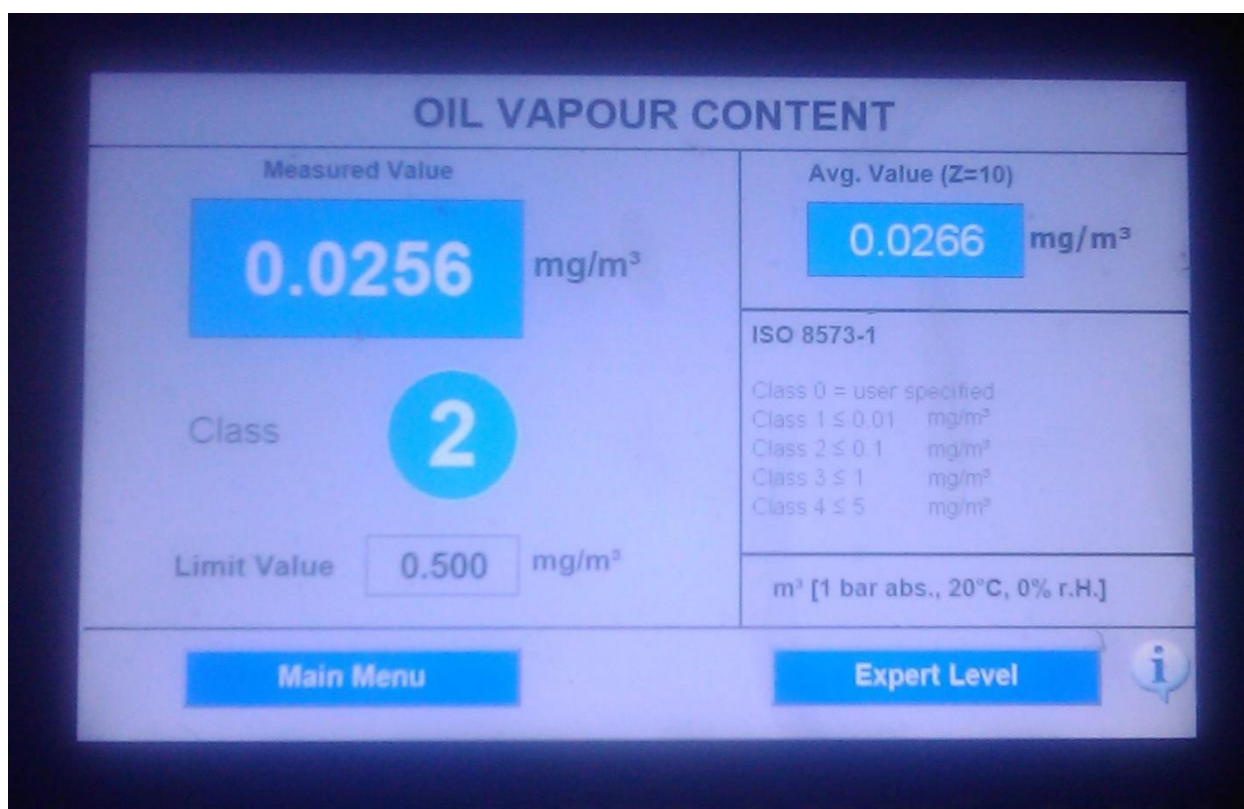 OIL VAPOUR CONTENT
Measured Value
0.0256 mg/m³
Class 2
Limit Value 0.500 mg/m³
Avg. Value (Z=10)
0.0266 mg/m³
ISO 8573-1
Class 0 = user specified
Class 1 ≤ 0.01 mg/m³
Class 2 ≤ 0.1 mg/m³
Class 3 ≤ 1 mg/m³
Class 4 ≤ 5 mg/m³
m³ [1 bar abs., 20°C, 0% r.H.]
Main Menu
Expert Level
i